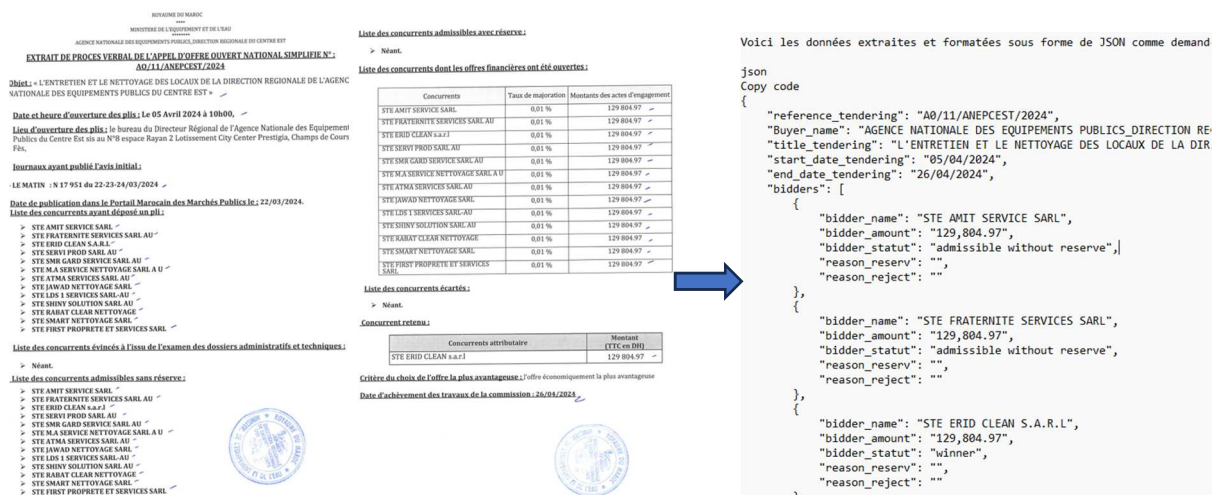 ROYAUME DU MAROC
****
MINISTERE DE L'EQUIPEMENT ET DE L'EAU
********
AGENCE NATIONALE DES EQUIPEMENTS PUBLICS_DIRECTION REGIONALE DU CENTRE EST
EXTRAIT DE PROCES VERBAL DE L'APPEL D'OFFRE OUVERT NATIONAL SIMPLIFIE N° :
AO/11/ANEPCEST/2024
Objet : « L'ENTRETIEN ET LE NETTOYAGE DES LOCAUX DE LA DIRECTION REGIONALE DE L'AGENC
NATIONALE DES EQUIPEMENTS PUBLICS DU CENTRE EST »
Date et heure d'ouverture des plis : Le 05 Avril 2024 à 10h00,
Lieu d'ouverture des plis : le bureau du Directeur Régional de l'Agence Nationale des Equipement
Publics du Centre Est sis au N°8 espace Rayan 2 Lotissement City Center Prestigia, Champs de Cours
Fès,
Journaux ayant publié l'avis initial :
- LE MATIN : N 17 951 du 22-23-24/03/2024
Date de publication dans le Portail Marocain des Marchés Publics le : 22/03/2024.
Liste des concurrents ayant déposé un pli :
➢ STE AMIT SERVICE SARL
➢ STE FRATERNITE SERVICES SARL AU
➢ STE ERID CLEAN S.A.R.L
➢ STE SERVI PROD SARL AU
➢ STE SMR GARD SERVICE SARL AU
➢ STE M.A SERVICE NETTOYAGE SARL A U
➢ STE ATMA SERVICES SARL AU
➢ STE JAWAD NETTOYAGE SARL
➢ STE LDS 1 SERVICES SARL-AU
➢ STE SHINY SOLUTION SARL AU
➢ STE RABAT CLEAR NETTOYAGE
➢ STE SMART NETTOYAGE SARL
➢ STE FIRST PROPRETE ET SERVICES SARL
Liste des concurrents évincés à l'issu de l'examen des dossiers administratifs et techniques :
➢ Néant.
Liste des concurrents admissibles sans réserve :
➢ STE AMIT SERVICE SARL
➢ STE FRATERNITE SERVICES SARL AU
➢ STE ERID CLEAN s.a.r.l
➢ STE SERVI PROD SARL AU
➢ STE SMR GARD SERVICE SARL AU
➢ STE M.A SERVICE NETTOYAGE SARL A U
➢ STE ATMA SERVICES SARL AU
➢ STE JAWAD NETTOYAGE SARL
➢ STE LDS 1 SERVICES SARL-AU
➢ STE SHINY SOLUTION SARL AU
➢ STE RABAT CLEAR NETTOYAGE
➢ STE SMART NETTOYAGE SARL
➢ STE FIRST PROPRETE ET SERVICES SARL
Liste des concurrents admissibles avec réserve :
➢ Néant.
Liste des concurrents dont les offres financières ont été ouvertes :
Concurrents Taux de majoration Montants des actes d'engagement
STE AMIT SERVICE SARL 0,01 % 129 804.97
STE FRATERNITE SERVICES SARL AU 0,01 % 129 804.97
STE ERID CLEAN s.a.r.l 0,01 % 129 804.97
STE SERVI PROD SARL AU 0,01 % 129 804.97
STE SMR GARD SERVICE SARL AU 0,01 % 129 804.97
STE M.A SERVICE NETTOYAGE SARL A U 0,01 % 129 804.97
STE ATMA SERVICES SARL AU 0,01 % 129 804.97
STE JAWAD NETTOYAGE SARL 0,01 % 129 804.97
STE LDS 1 SERVICES SARL-AU 0,01 % 129 804.97
STE SHINY SOLUTION SARL AU 0,01 % 129 804.97
STE RABAT CLEAR NETTOYAGE 0,01 % 129 804.97
STE SMART NETTOYAGE SARL 0,01 % 129 804.97
STE FIRST PROPRETE ET SERVICES 0,01 % 129 804.97
SARL
Liste des concurrents écartés :
➢ Néant.
Concurrent retenu :
Concurrents attributaire Montant
(TTC en DH)
STE ERID CLEAN s.a.r.l 129 804.97
Critère du choix de l'offre la plus avantageuse : l'offre économiquement la plus avantageuse
Date d'achèvement des travaux de la commission : 26/04/2024
Voici les données extraites et formatées sous forme de JSON comme demand
json
Copy code
{
"reference_tendering": "A0/11/ANEPCEST/2024",
"Buyer_name": "AGENCE NATIONALE DES EQUIPEMENTS PUBLICS_DIRECTION RE
"title_tendering": "L'ENTRETIEN ET LE NETTOYAGE DES LOCAUX DE LA DIR
"start_date_tendering": "05/04/2024",
"end_date_tendering": "26/04/2024",
"bidders": [
{
"bidder_name": "STE AMIT SERVICE SARL",
"bidder_amount": "129,804.97",
"bidder_statut": "admissible without reserve",
"reason_reserv": "",
"reason_reject": ""
},
{
"bidder_name": "STE FRATERNITE SERVICES SARL",
"bidder_amount": "129,804.97",
"bidder_statut": "admissible without reserve",
"reason_reserv": "",
"reason_reject": ""
},
{
"bidder_name": "STE ERID CLEAN S.A.R.L",
"bidder_amount": "129,804.97",
"bidder_statut": "winner",
"reason_reserv": "",
"reason_reject": ""